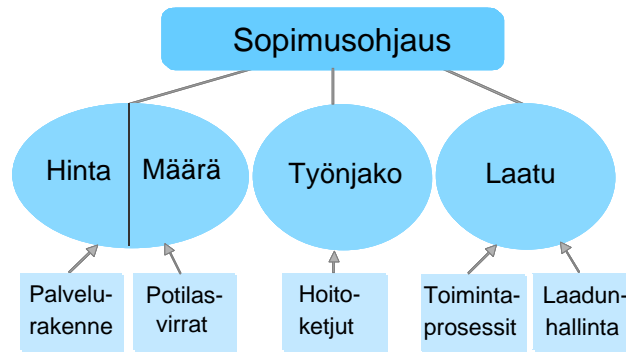 Sopimusohjaus
Hinta
Määrä
Työnjako
Laatu
Palvelu-
rakenne
Potilas-
virrat
Hoito-
ketjut
Toiminta-
prosessit
Laadun-
hallinta